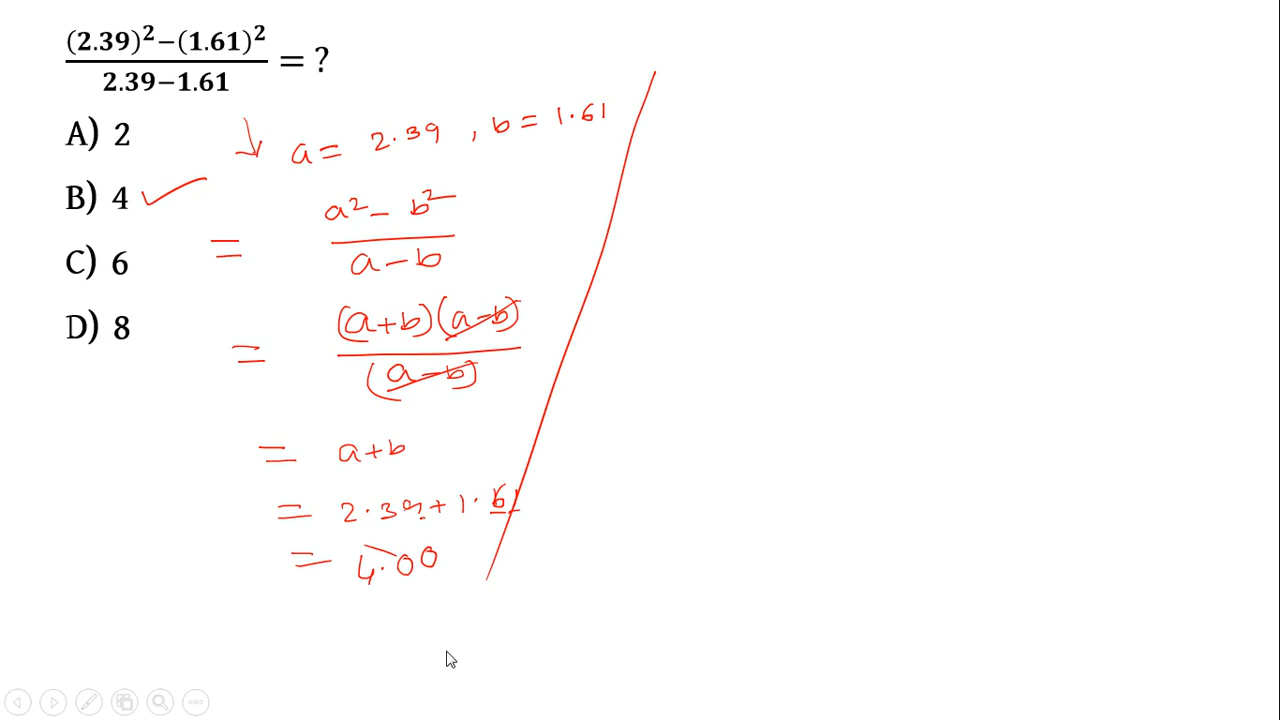 (2.39)² − (1.61)²
2.39 − 1.61
= ?
A) 2
B) 4
C) 6
D) 8
a = 2.39 , b = 1.61
= a² − b²
a − b
= (a+b)(a−b)
(a−b)
= a+b
= 2.39 + 1.61
= 4.00